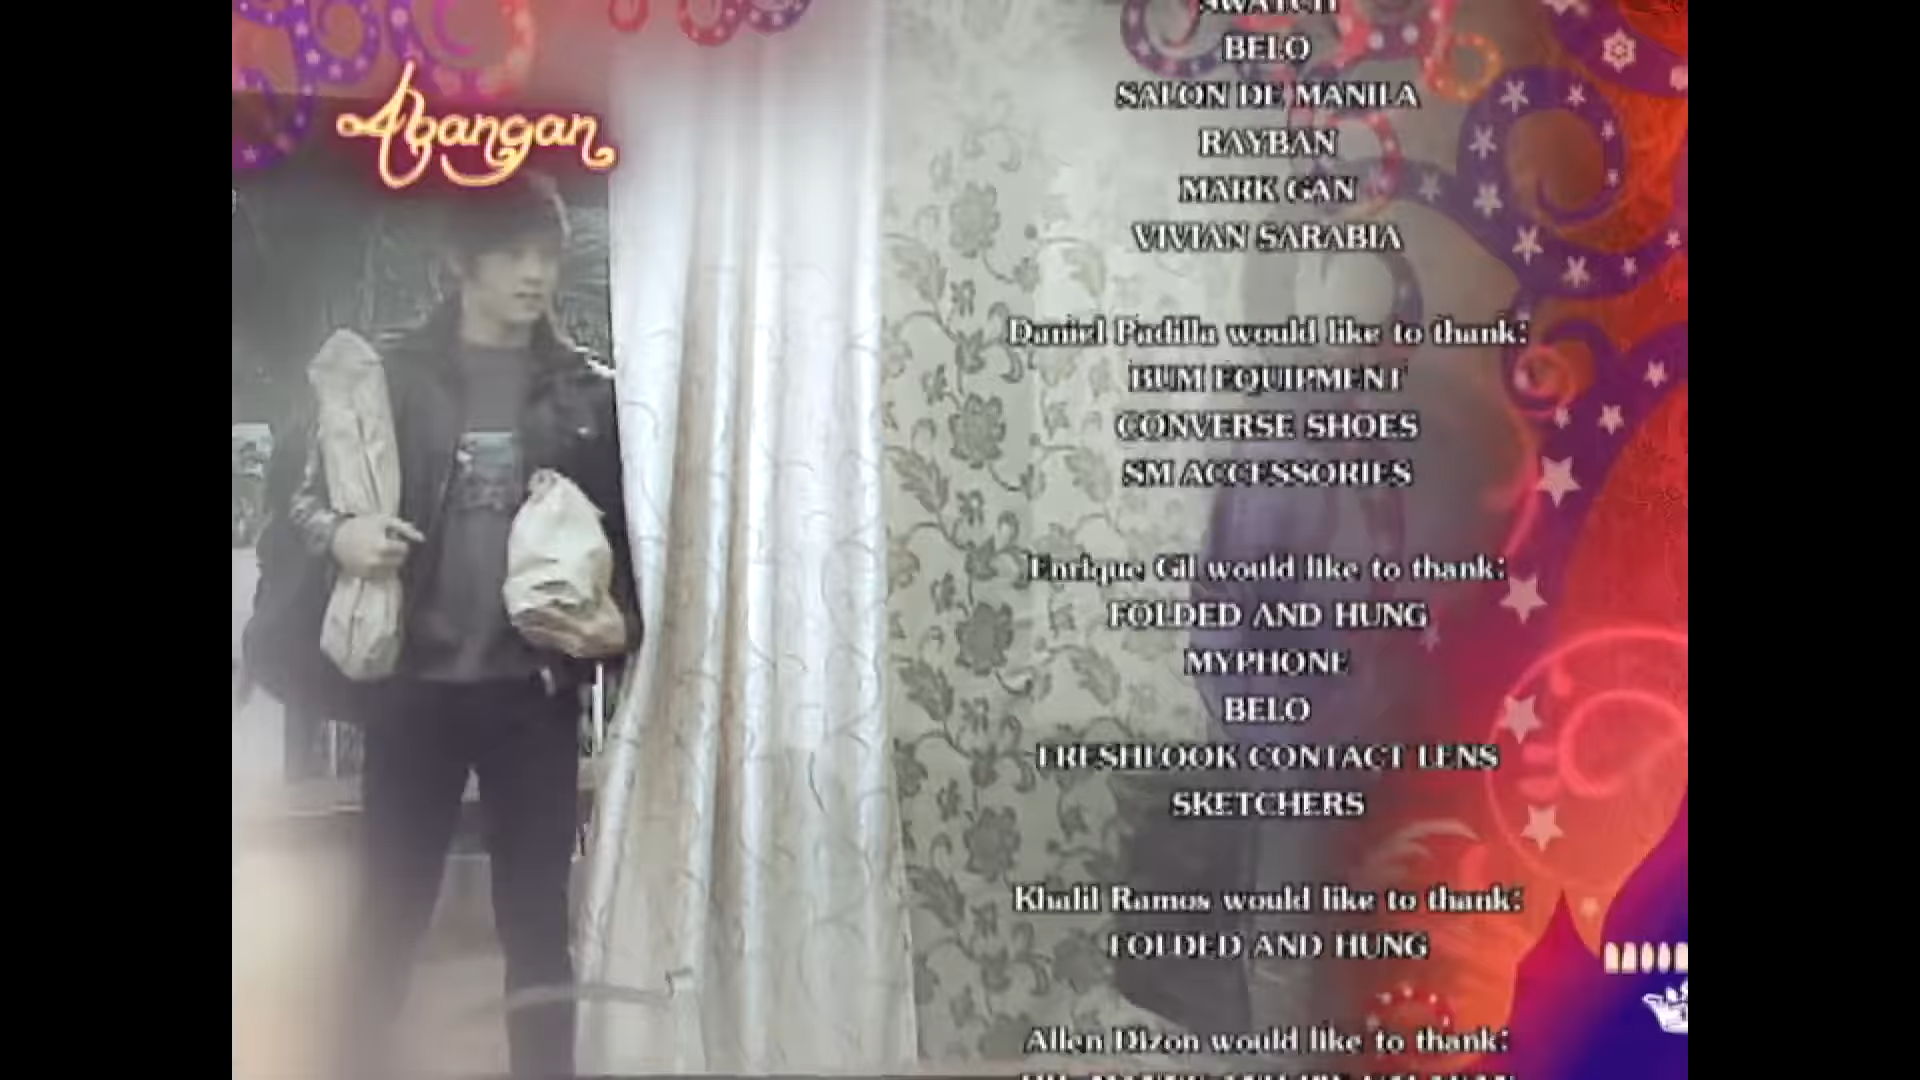 Abangan
SWATCH
BELO
SALON DE MANILA
RAYBAN
MARK GAN
VIVIAN SARABIA
Daniel Padilla would like to thank:
BUM EQUIPMENT
CONVERSE SHOES
SM ACCESSORIES
Enrique Gil would like to thank:
FOLDED AND HUNG
MYPHONE
BELO
FRESHLOOK CONTACT LENS
SKETCHERS
Khalil Ramos would like to thank:
FOLDED AND HUNG
Allen Dizon would like to thank: